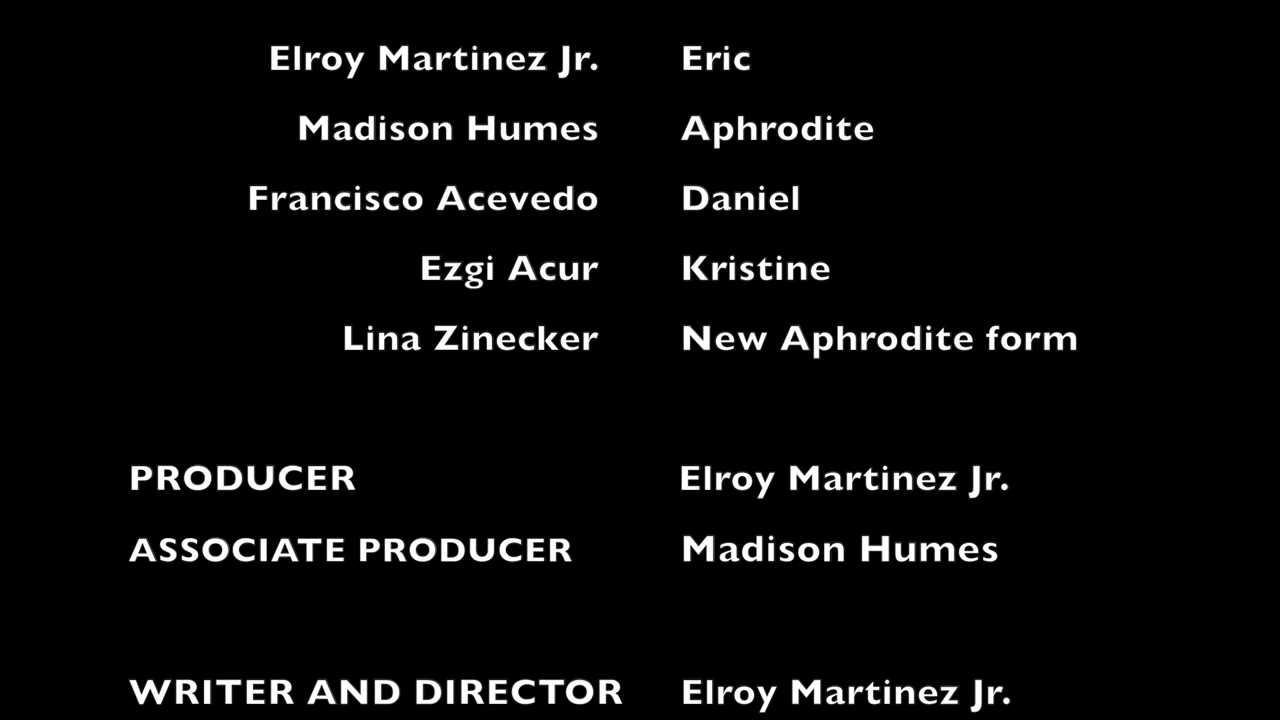 Elroy Martinez Jr. Eric
Madison Humes Aphrodite
Francisco Acevedo Daniel
Ezgi Acur Kristine
Lina Zinecker New Aphrodite form
PRODUCER Elroy Martinez Jr.
ASSOCIATE PRODUCER Madison Humes
WRITER AND DIRECTOR Elroy Martinez Jr.